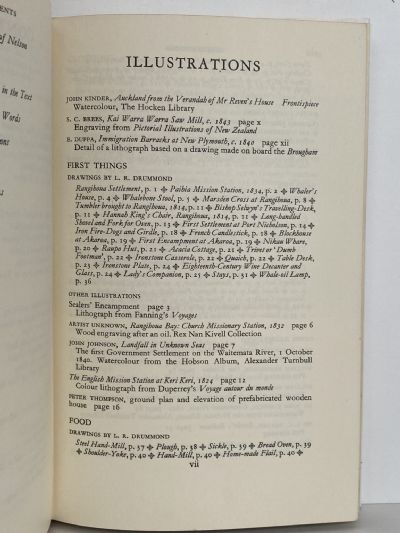 ENTS
of Nelson
in the Text
Words
ons
s
ILLUSTRATIONS
JOHN KINDER, Auckland from the Verandah of Mr Reven's House Frontispiece
Watercolour, The Hocken Library
S. C. BREES, Kai Warra Warra Saw Mill, c. 1843 page x
Engraving from Pictorial Illustrations of New Zealand
E. DUPPA, Immigration Barracks at New Plymouth, c. 1840 page xii
Detail of a lithograph based on a drawing made on board the Brougham
FIRST THINGS
DRAWINGS BY L. R. DRUMMOND
Rangihoua Settlement, p. 1 ✤ Paihia Mission Station, 1834, p. 2 ✤ Whaler's
House, p. 4 ✤ Whalebone Stool, p. 5 ✤ Marsden Cross at Rangihoua, p. 8 ✤
Tumbler brought to Rangihoua, 1814, p. 11 ✤ Bishop Selwyn's Travelling-Desk,
p. 11 ✤ Hannah King's Chair, Rangihoua, 1814, p. 11 ✤ Long-handled
Shovel and Fork for Oven, p. 13 ✤ First Settlement at Port Nicholson, p. 14 ✤
Iron Fire-Dogs and Girdle, p. 18 ✤ French Candlestick, p. 18 ✤ Blockhouse
at Akaroa, p. 19 ✤ First Encampment at Akaroa, p. 19 ✤ Nikau Whare,
p. 20 ✤ Raupo Hut, p. 21 ✤ Acacia Cottage, p. 21 ✤ Trivet or 'Dumb
Footman', p. 22 ✤ Ironstone Casserole, p. 22 ✤ Quaich, p. 22 ✤ Table Desk,
p. 23 ✤ Ironstone Plate, p. 24 ✤ Eighteenth-Century Wine Decanter and
Glass, p. 24 ✤ Lady's Companion, p. 25 ✤ Stays, p. 31 ✤ Whale-oil Lamp,
p. 36
OTHER ILLUSTRATIONS
Sealers' Encampment page 3
Lithograph from Fanning's Voyages
ARTIST UNKNOWN, Rangihoua Bay: Church Missionary Station, 1832 page 6
Wood engraving after an oil. Rex Nan Kivell Collection
JOHN JOHNSON, Landfall in Unknown Seas page 7
The first Government Settlement on the Waitemata River, 1 October
1840. Watercolour from the Hobson Album, Alexander Turnbull
Library
The English Mission Station at Keri Keri, 1824 page 12
Colour lithograph from Duperrey's Voyage autour du monde
PETER THOMPSON, ground plan and elevation of prefabricated wooden
house page 16
FOOD
DRAWINGS BY L. R. DRUMMOND
Steel Hand-Mill, p. 37 ✤ Plough, p. 38 ✤ Sickle, p. 39 ✤ Bread Oven, p. 39
✤ Shoulder-Yoke, p. 40 ✤ Hand-Mill, p. 40 ✤ Home-made Flail, p. 40 ✤
vii